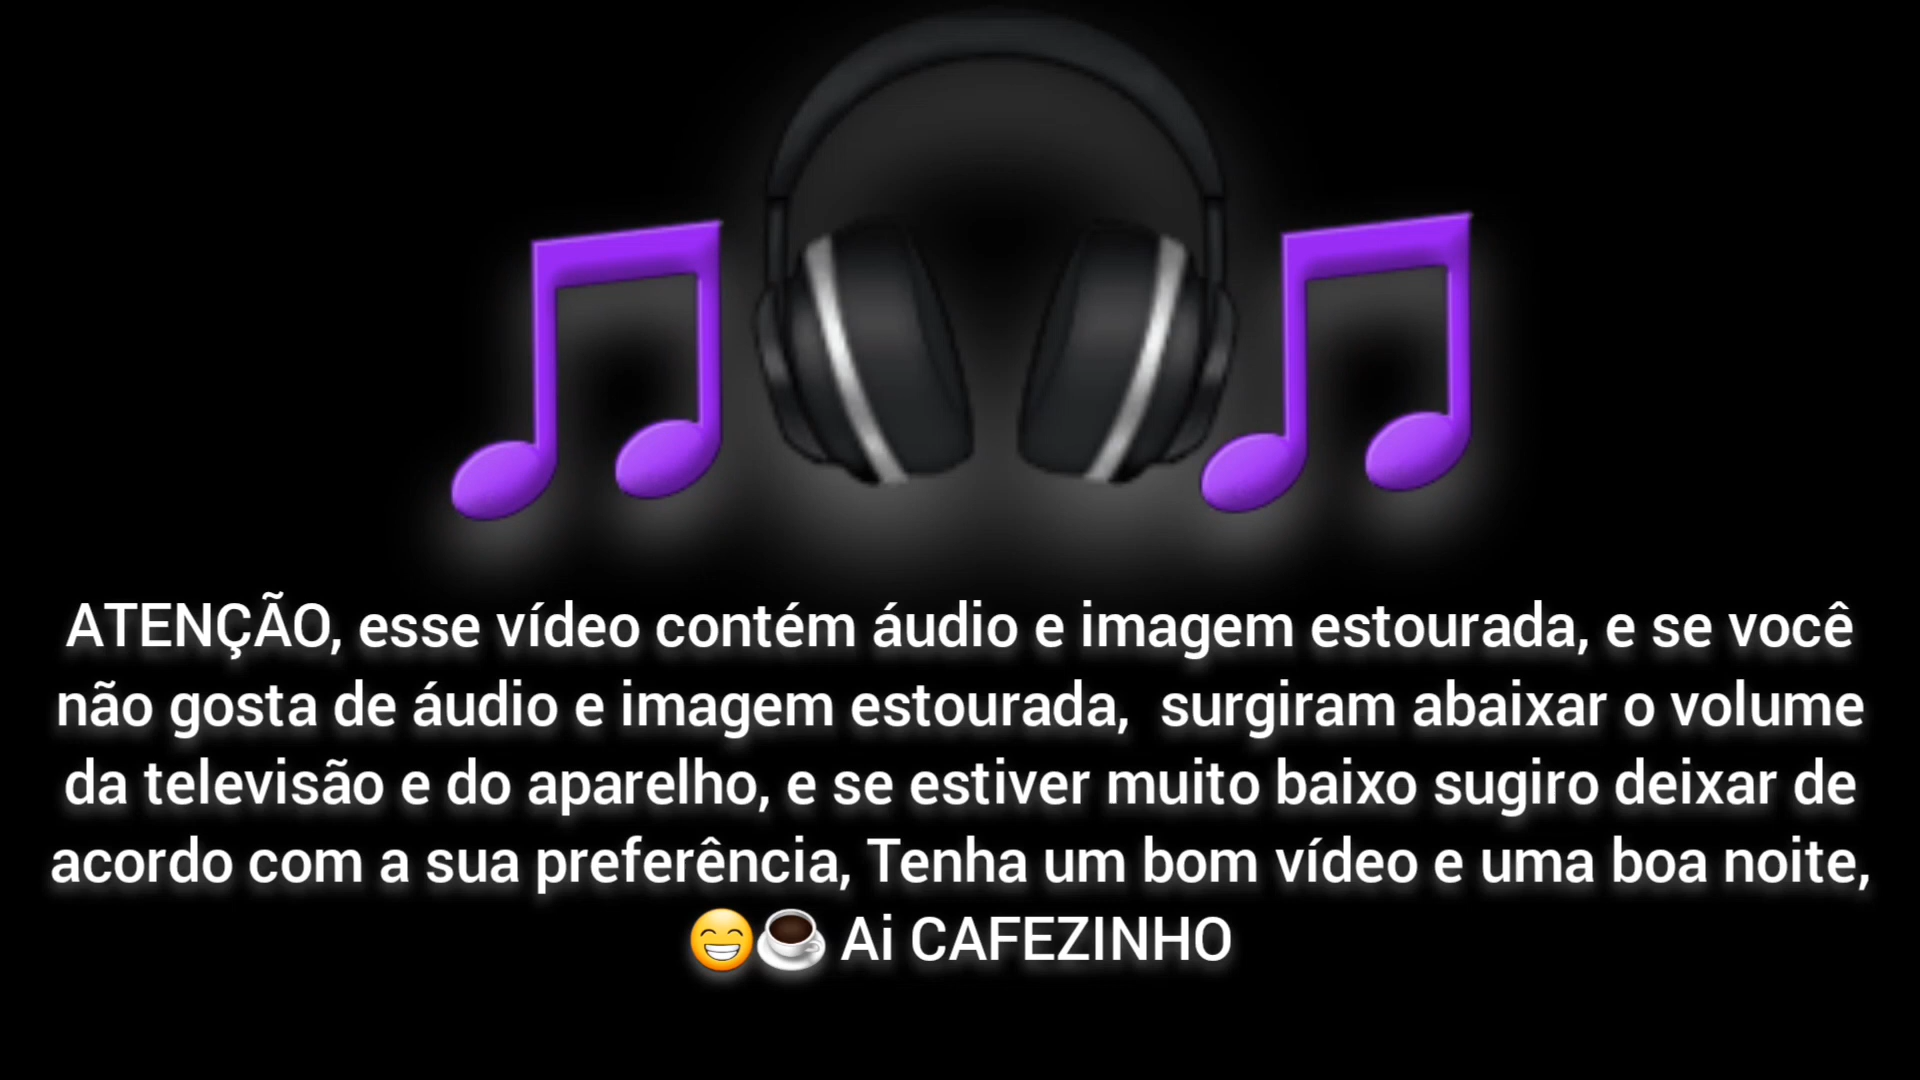 ATENÇÃO, esse vídeo contém áudio e imagem estourada, e se você
não gosta de áudio e imagem estourada,  surgiram abaixar o volume
da televisão e do aparelho, e se estiver muito baixo sugiro deixar de
acordo com a sua preferência, Tenha um bom vídeo e uma boa noite,
😁☕ Ai CAFEZINHO